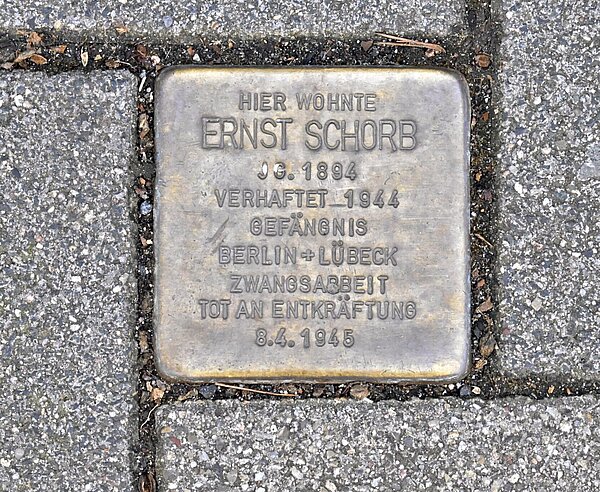 HIER WOHNTE
ERNST SCHORB
JG. 1894
VERHAFTET 1944
GEFÄNGNIS
BERLIN+LÜBECK
ZWANGSARBEIT
TOT AN ENTKRÄFTUNG
8.4.1945